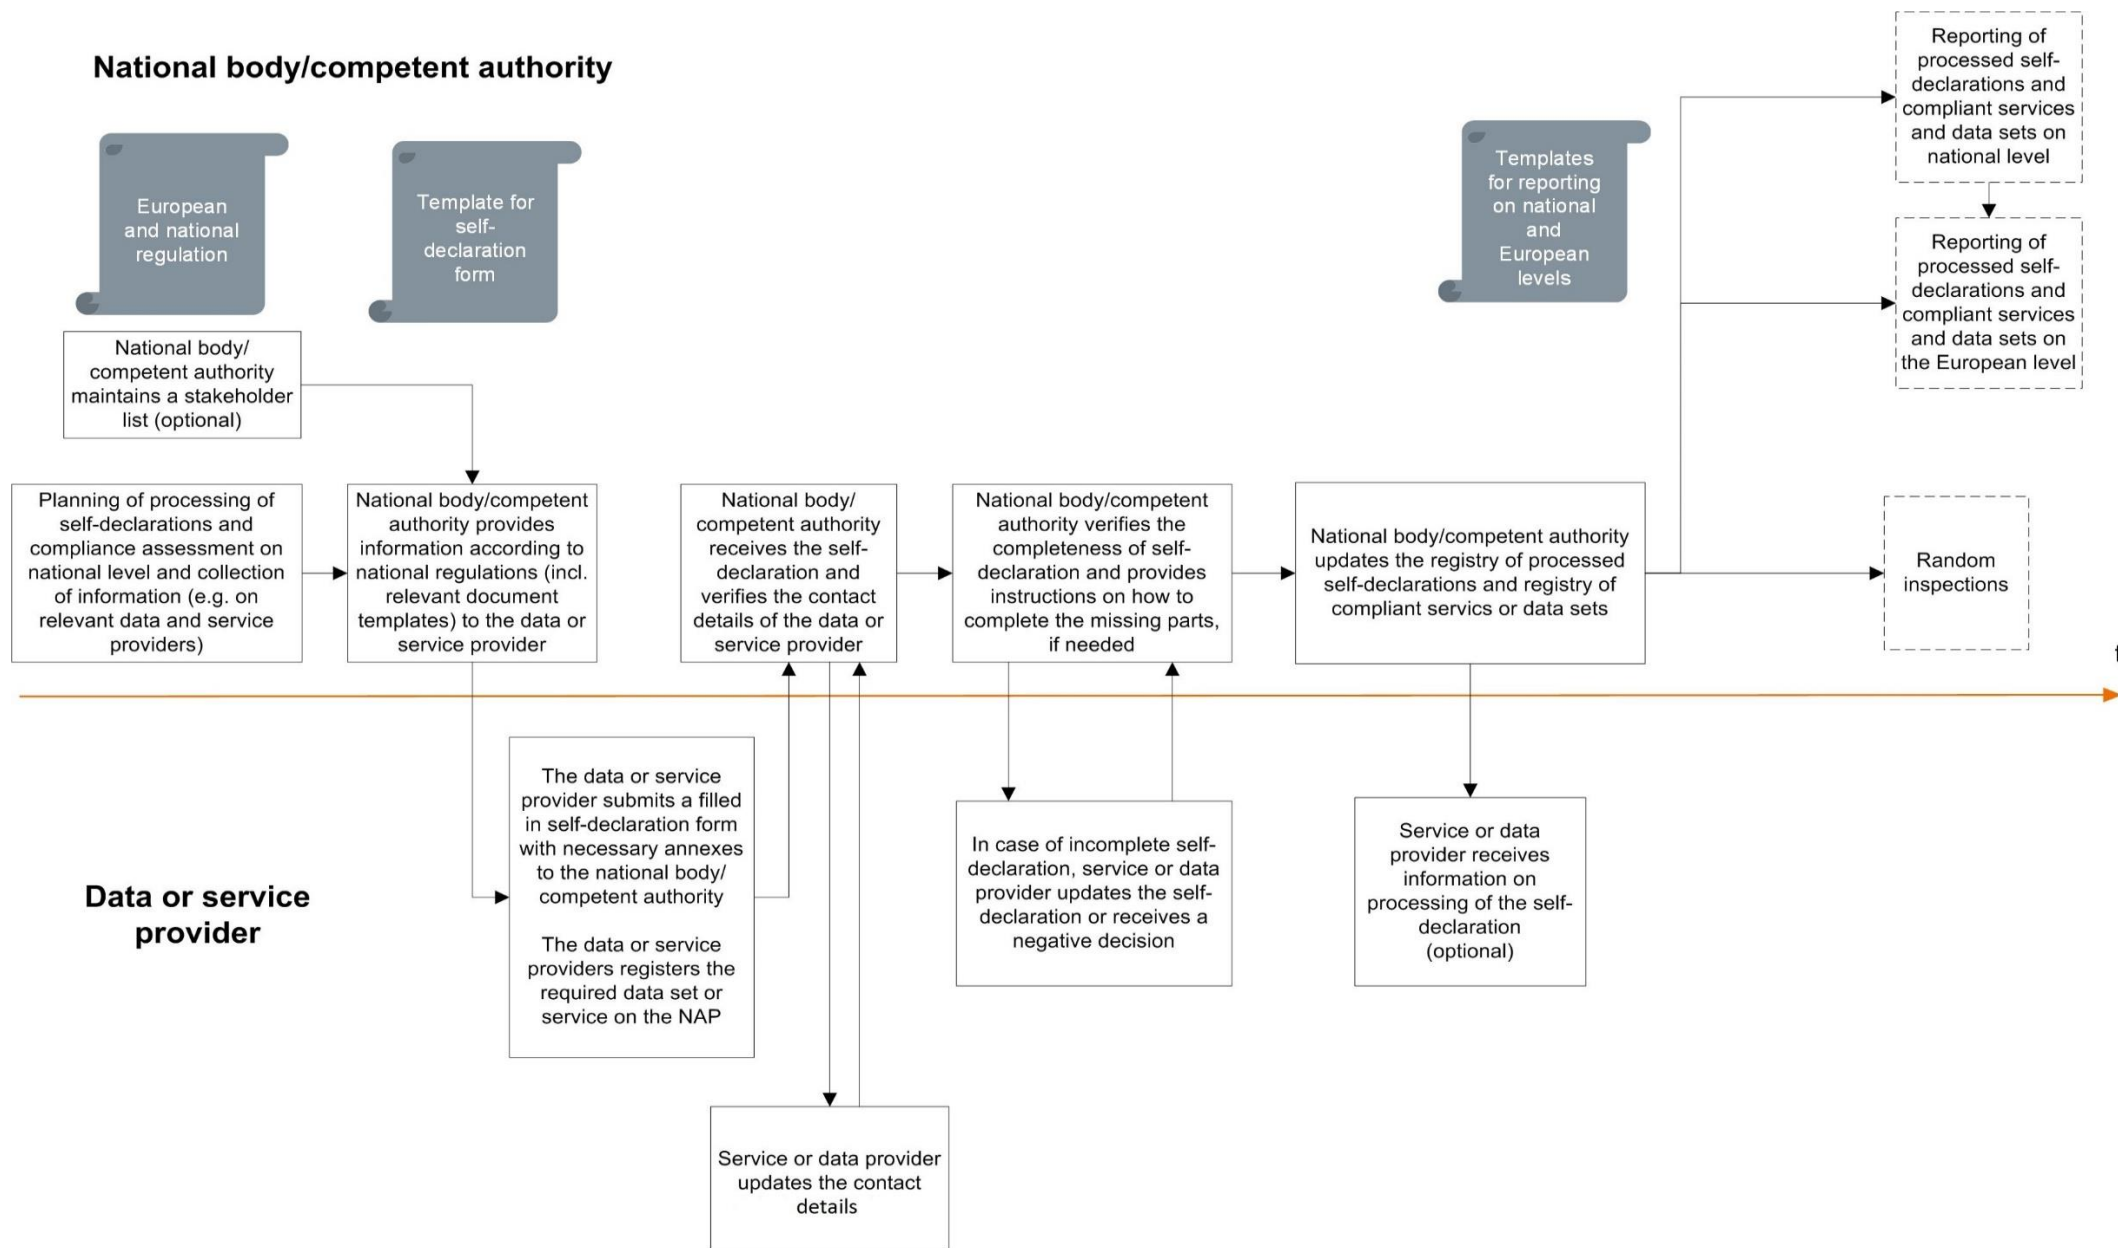 National body/competent authority
European
and national
regulation
Template for
self-
declaration
form
Templates
for reporting
on national
and
European
levels
Reporting of
processed self-
declarations and
compliant services
and data sets on
national level
Reporting of
processed self-
declarations and
compliant services
and data sets on
the European level
National body/
competent authority
maintains a stakeholder
list (optional)
Planning of processing of
self-declarations and
compliance assessment on
national level and collection
of information (e.g. on
relevant data and service
providers)
National body/competent
authority provides
information according to
national regulations (incl.
relevant document
templates) to the data or
service provider
National body/
competent authority
receives the self-
declaration and
verifies the contact
details of the data or
service provider
National body/competent
authority verifies the
completeness of self-
declaration and provides
instructions on how to
complete the missing parts,
if needed
National body/competent authority
updates the registry of processed
self-declarations and registry of
compliant servics or data sets
Random
inspections
Data or service
provider
The data or service
provider submits a filled
in self-declaration form
with necessary annexes
to the national body/
competent authority
The data or service
providers registers the
required data set or
service on the NAP
In case of incomplete self-
declaration, service or data
provider updates the self-
declaration or receives a
negative decision
Service or data
provider receives
information on
processing of the self-
declaration
(optional)
Service or data provider
updates the contact
details